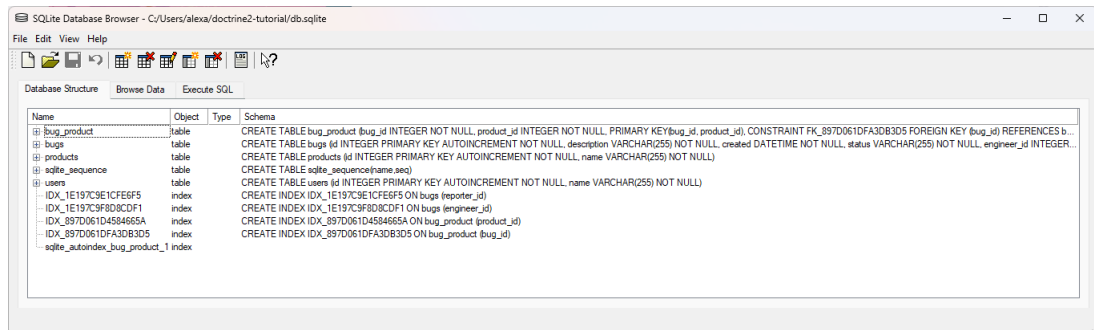 SQLite Database Browser - C:/Users/alexa/doctrine2-tutorial/db.sqlite
File Edit View Help
LOG
Database Structure Browse Data Execute SQL
Name Object Type Schema
bug_product table CREATE TABLE bug_product (bug_id INTEGER NOT NULL, product_id INTEGER NOT NULL, PRIMARY KEY(bug_id, product_id), CONSTRAINT FK_897D061DFA3DB3D5 FOREIGN KEY (bug_id) REFERENCES b...
bugs table CREATE TABLE bugs (id INTEGER PRIMARY KEY AUTOINCREMENT NOT NULL, description VARCHAR(255) NOT NULL, created DATETIME NOT NULL, status VARCHAR(255) NOT NULL, engineer_id INTEGER...
products table CREATE TABLE products (id INTEGER PRIMARY KEY AUTOINCREMENT NOT NULL, name VARCHAR(255) NOT NULL)
sqlite_sequence table CREATE TABLE sqlite_sequence(name,seq)
users table CREATE TABLE users (id INTEGER PRIMARY KEY AUTOINCREMENT NOT NULL, name VARCHAR(255) NOT NULL)
IDX_1E197C9E1CFE6F5 index CREATE INDEX IDX_1E197C9E1CFE6F5 ON bugs (reporter_id)
IDX_1E197C9F8D8CDF1 index CREATE INDEX IDX_1E197C9F8D8CDF1 ON bugs (engineer_id)
IDX_897D061D4584665A index CREATE INDEX IDX_897D061D4584665A ON bug_product (product_id)
IDX_897D061DFA3DB3D5 index CREATE INDEX IDX_897D061DFA3DB3D5 ON bug_product (bug_id)
sqlite_autoindex_bug_product_1 index